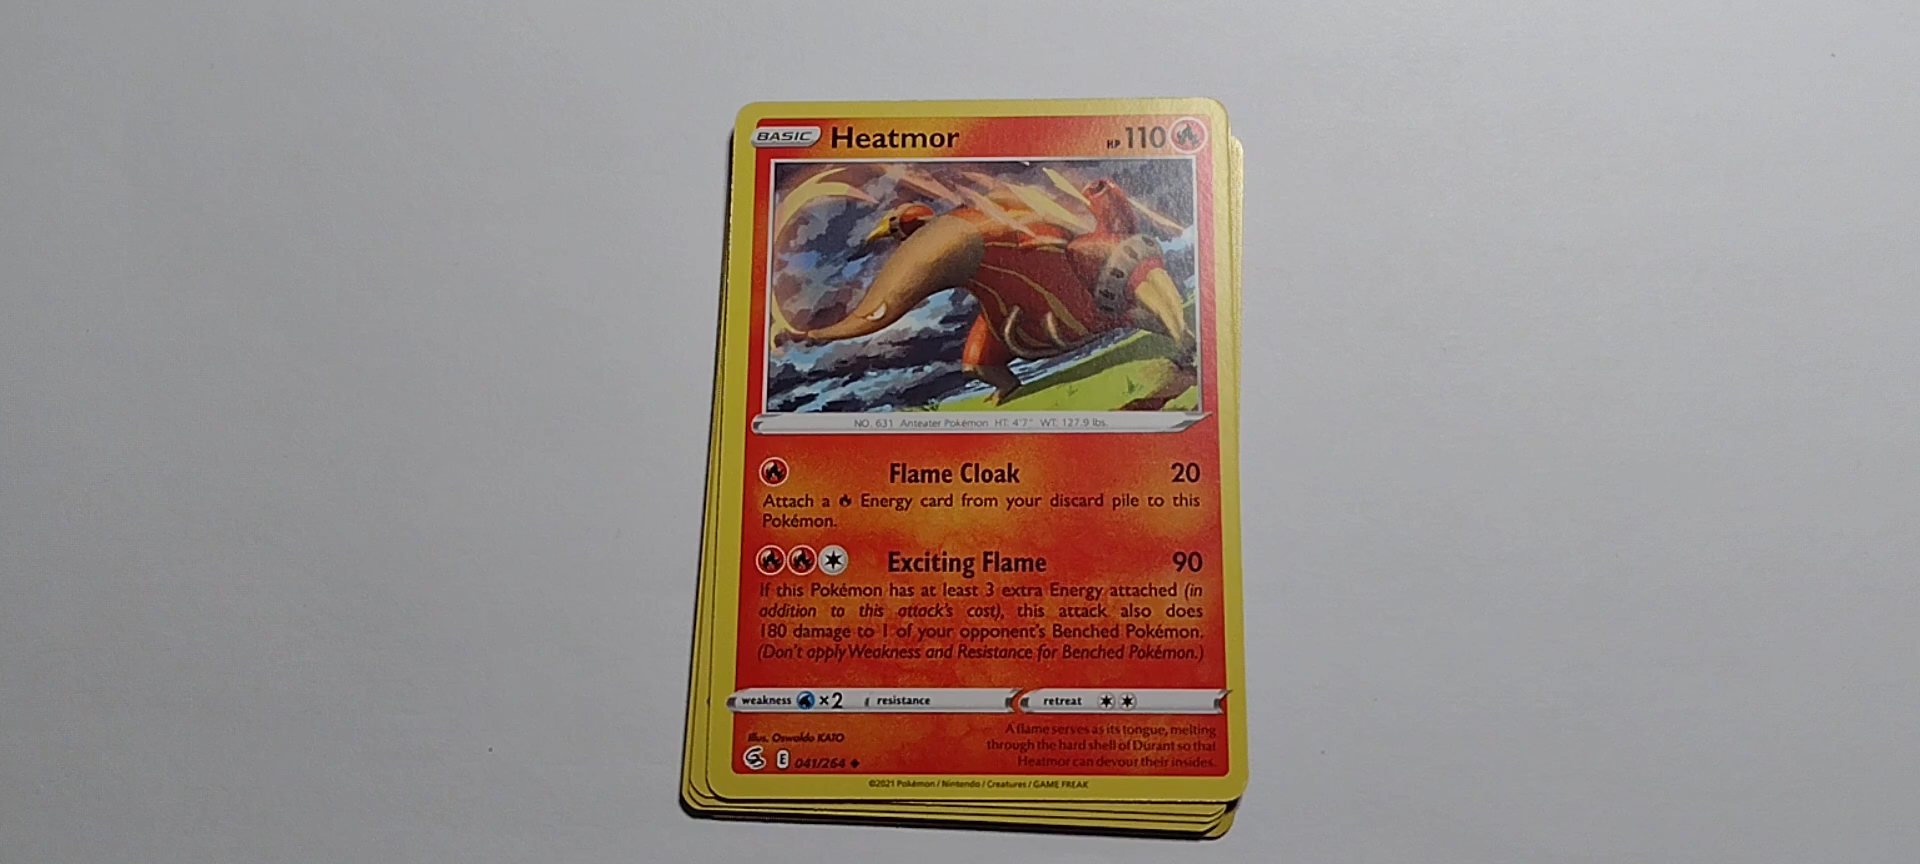 BASIC Heatmor HP 110
NO. 631 Anteater Pokémon HT: 4'7" WT: 127.9 lbs.
Flame Cloak 20
Attach a Energy card from your discard pile to this
Pokémon.
Exciting Flame 90
If this Pokémon has at least 3 extra Energy attached (in
addition to this attack's cost), this attack also does
180 damage to 1 of your opponent's Benched Pokémon.
(Don't apply Weakness and Resistance for Benched Pokémon.)
weakness ×2 resistance retreat
Illus. Oswaldo KATO
A flame serves as its tongue, melting
through the hard shell of Durant so that
Heatmor can devour their insides.
E 041/264
©2021 Pokémon / Nintendo / Creatures / GAME FREAK